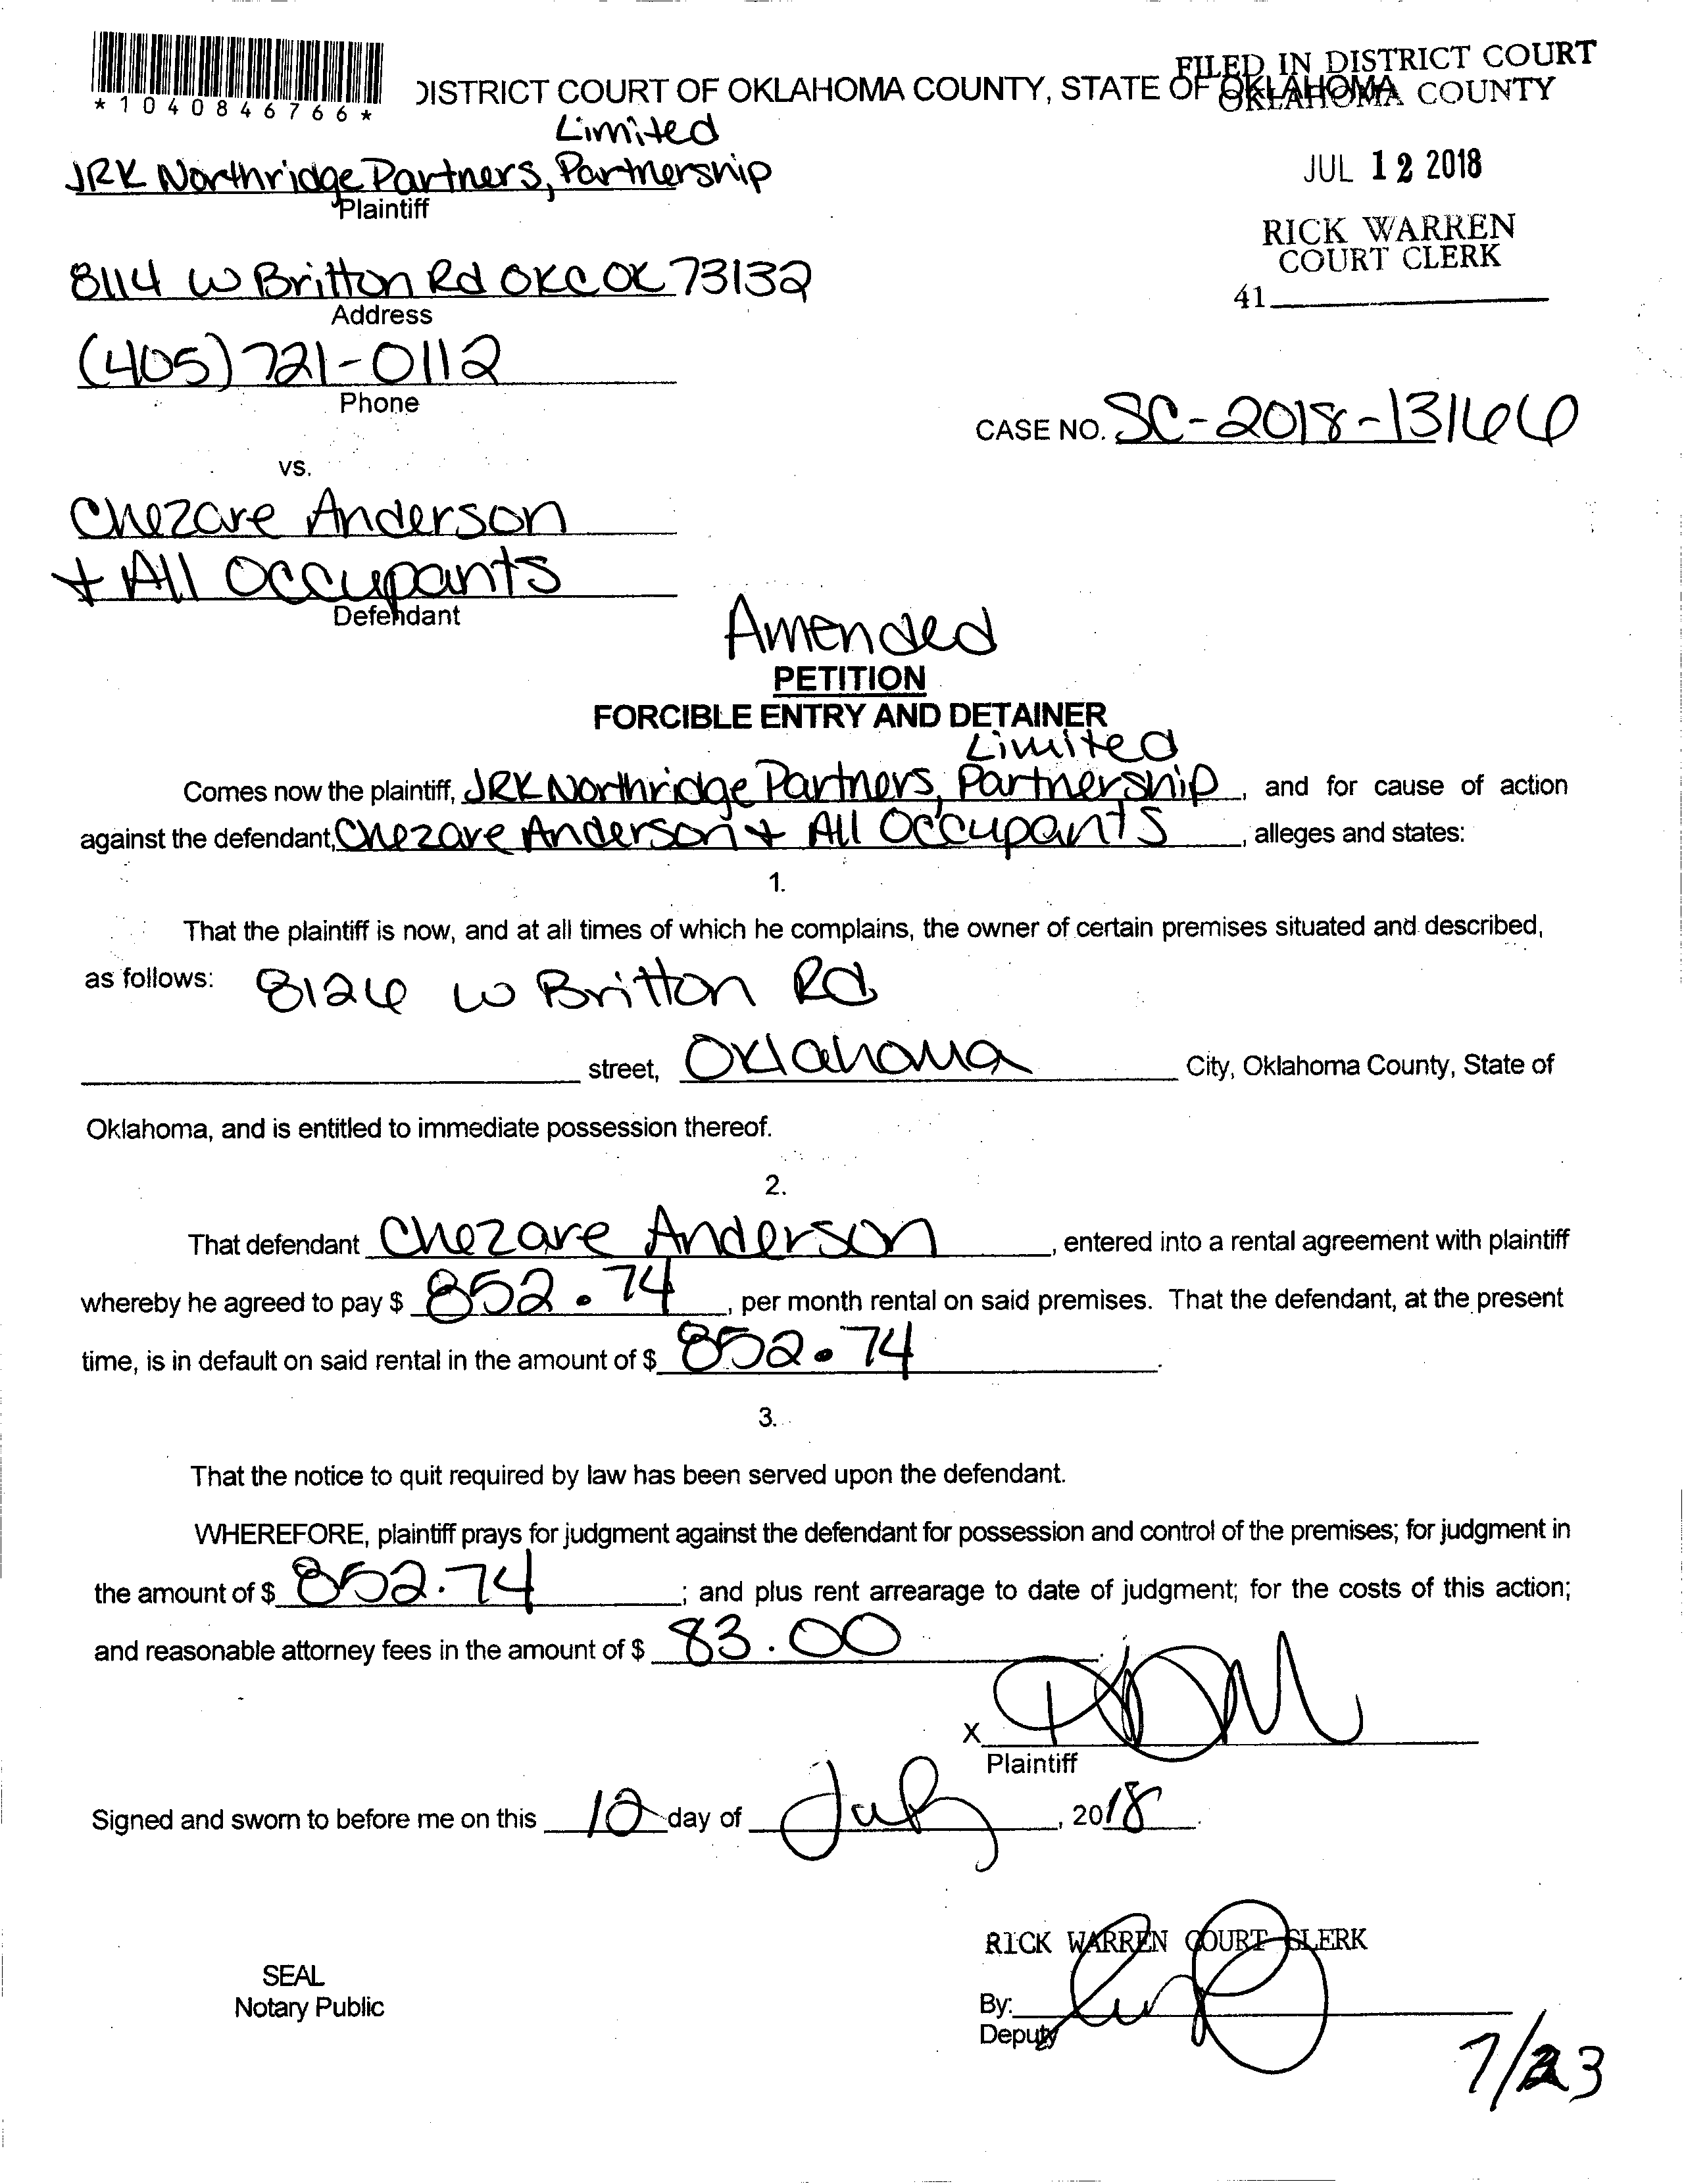 *1040846766*
DISTRICT COURT OF OKLAHOMA COUNTY, STATE OF OKLAHOMA
FILED IN DISTRICT COURT
OKLAHOMA COUNTY
JUL 12 2018
RICK WARREN
COURT CLERK
41
Limited
JRK Northridge Partners, Partnership
Plaintiff
8114 W Britton Rd OKC OK 73132
Address
(405) 721-0112
Phone
CASE NO. SC-2018-13166
vs.
Chezare Anderson
+ All Occupants
Defendant
Amended
PETITION
FORCIBLE ENTRY AND DETAINER
Limited
Comes now the plaintiff, JRK Northridge Partners, Partnership, and for cause of action
against the defendant, Chezare Anderson + All Occupants, alleges and states:
1.
That the plaintiff is now, and at all times of which he complains, the owner of certain premises situated and described,
as follows: 8126 W Britton Rd
street, Oklahoma City, Oklahoma County, State of
Oklahoma, and is entitled to immediate possession thereof.
2.
That defendant Chezare Anderson, entered into a rental agreement with plaintiff
whereby he agreed to pay $ 852.74, per month rental on said premises. That the defendant, at the present
time, is in default on said rental in the amount of $ 852.74.
3.
That the notice to quit required by law has been served upon the defendant.
WHEREFORE, plaintiff prays for judgment against the defendant for possession and control of the premises; for judgment in
the amount of $ 852.74; and plus rent arrearage to date of judgment; for the costs of this action;
and reasonable attorney fees in the amount of $ 83.00.
X
Plaintiff
Signed and sworn to before me on this 12 day of July, 2018.
RICK WARREN COURT CLERK
SEAL
Notary Public
By:
Deputy
7/23